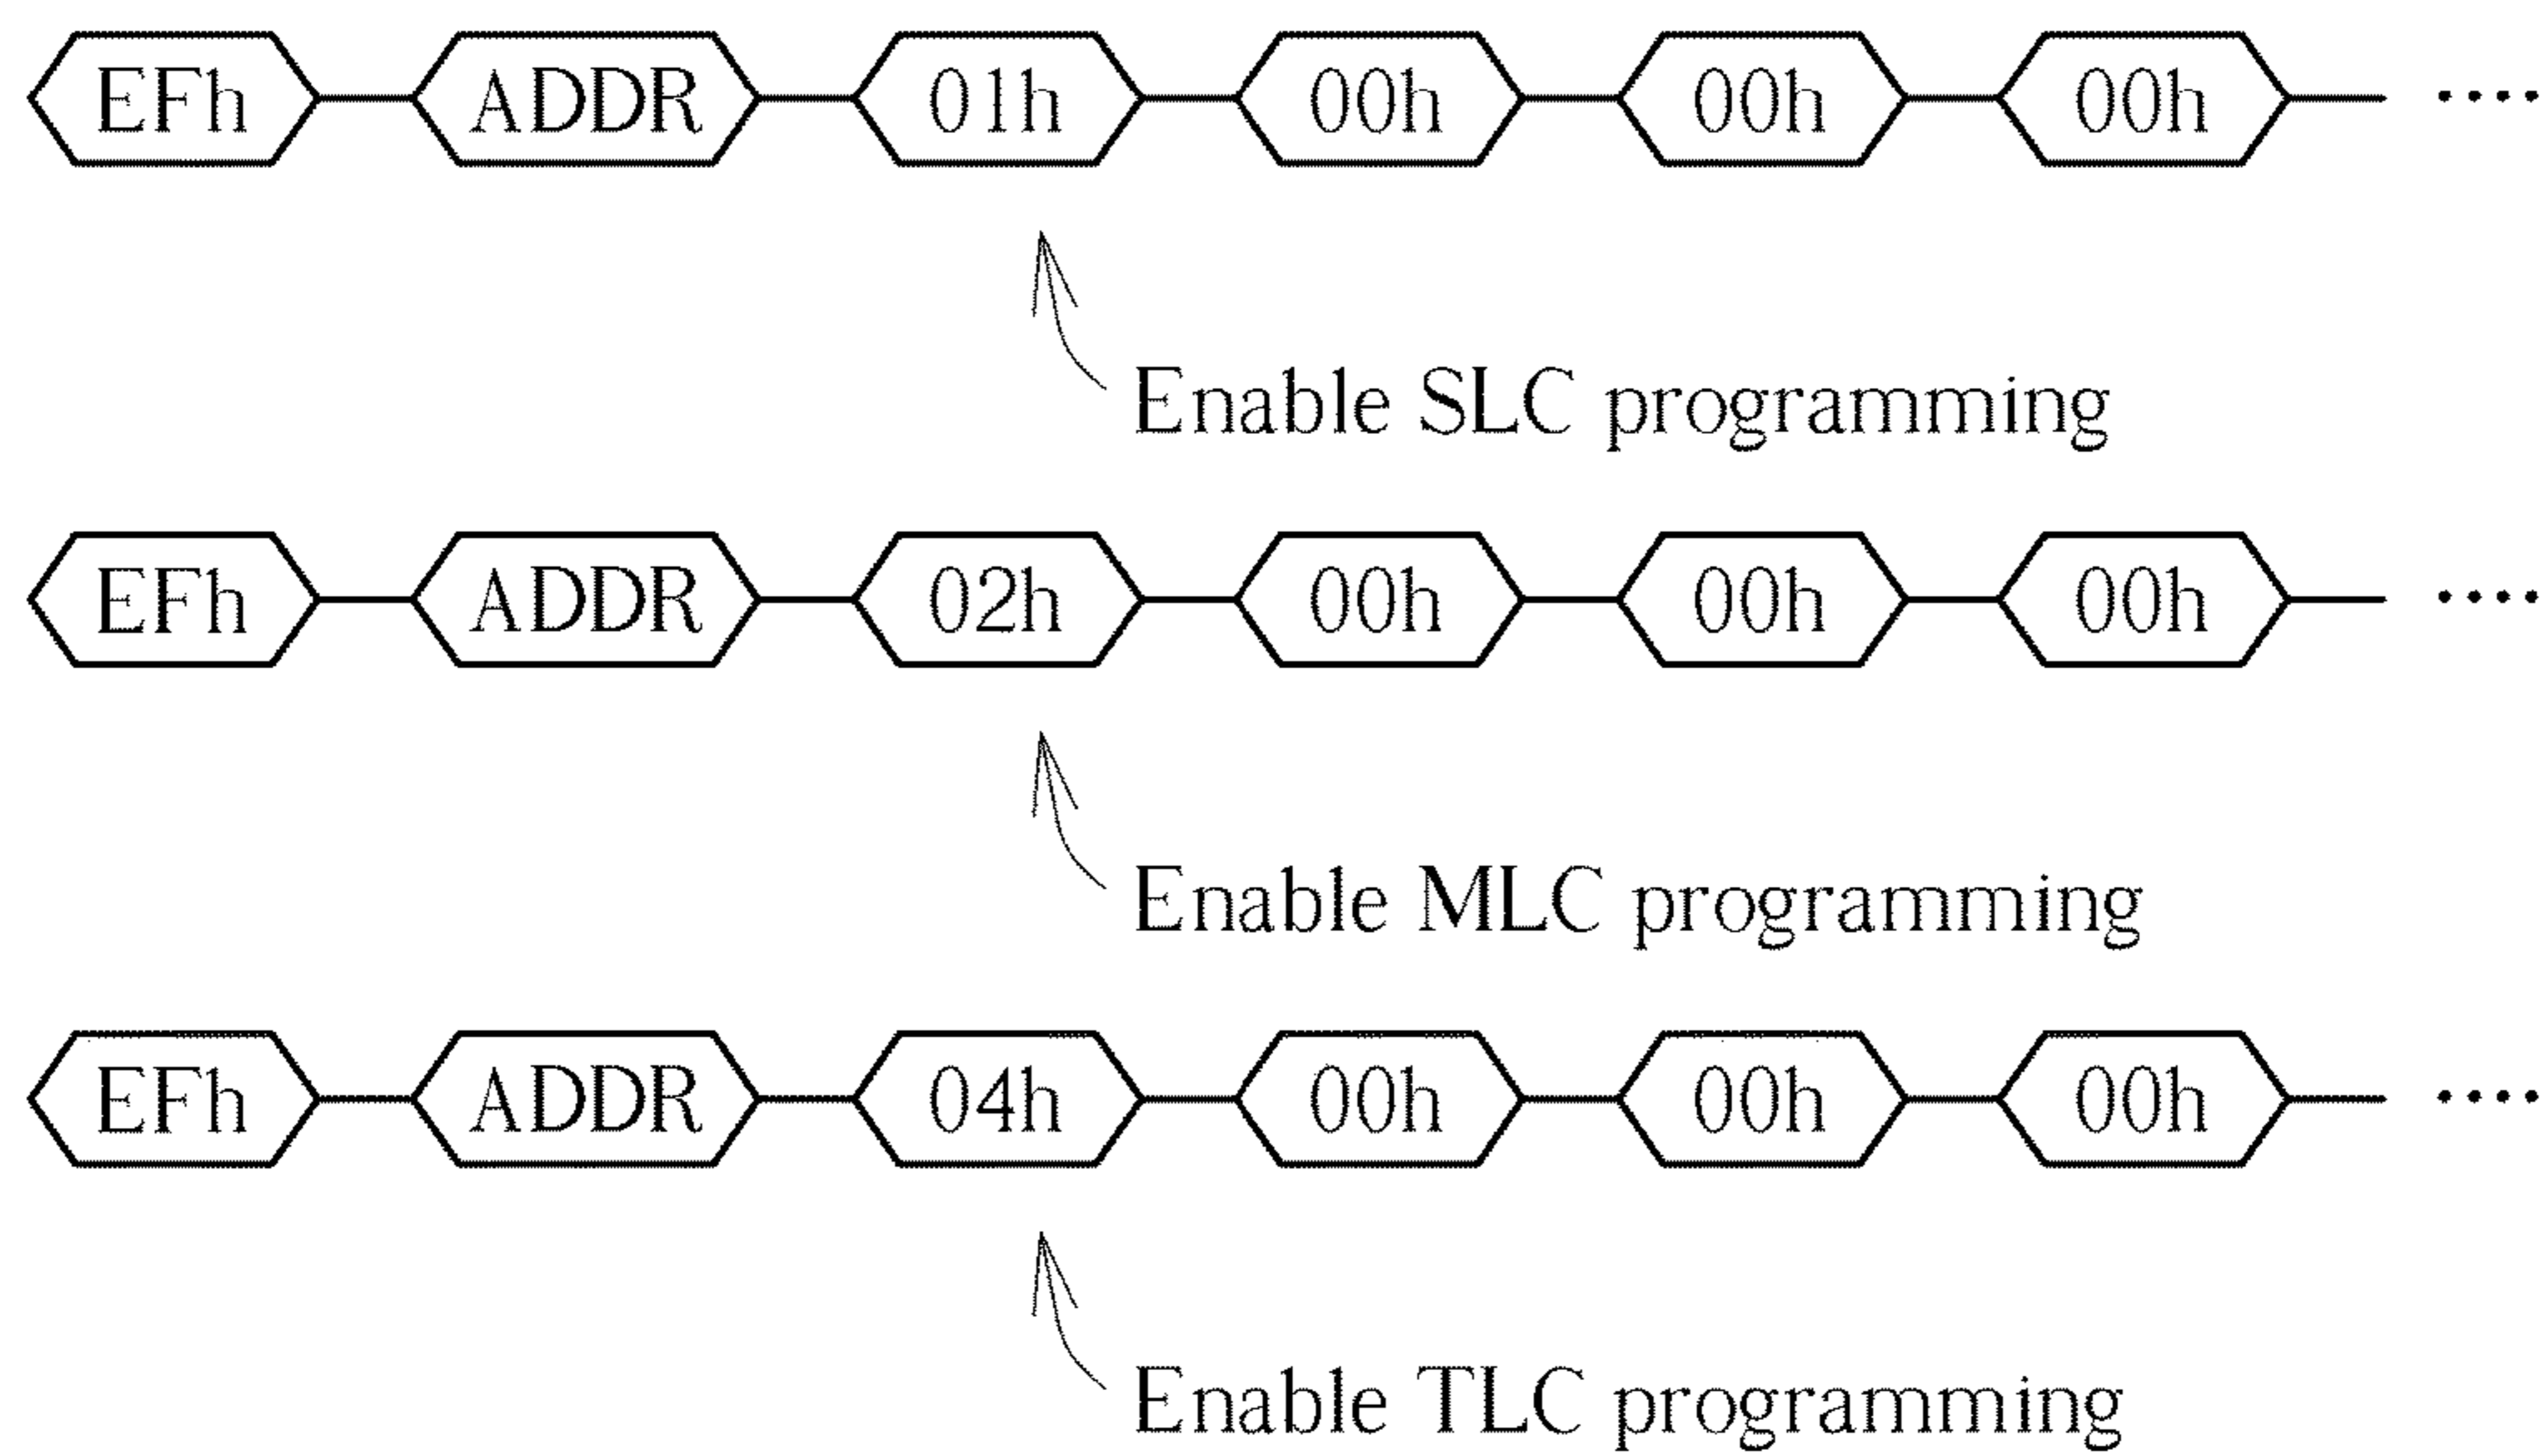 EFh ADDR 01h 00h 00h 00h ....
Enable SLC programming
EFh ADDR 02h 00h 00h 00h ....
Enable MLC programming
EFh ADDR 04h 00h 00h 00h ....
Enable TLC programming